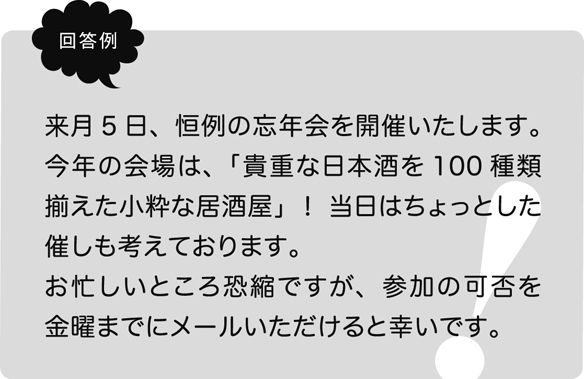 回答例
来月5日、恒例の忘年会を開催いたします。
今年の会場は、「貴重な日本酒を100種類
揃えた小粋な居酒屋」！ 当日はちょっとした
催しも考えております。
お忙しいところ恐縮ですが、参加の可否を
金曜までにメールいただけると幸いです。